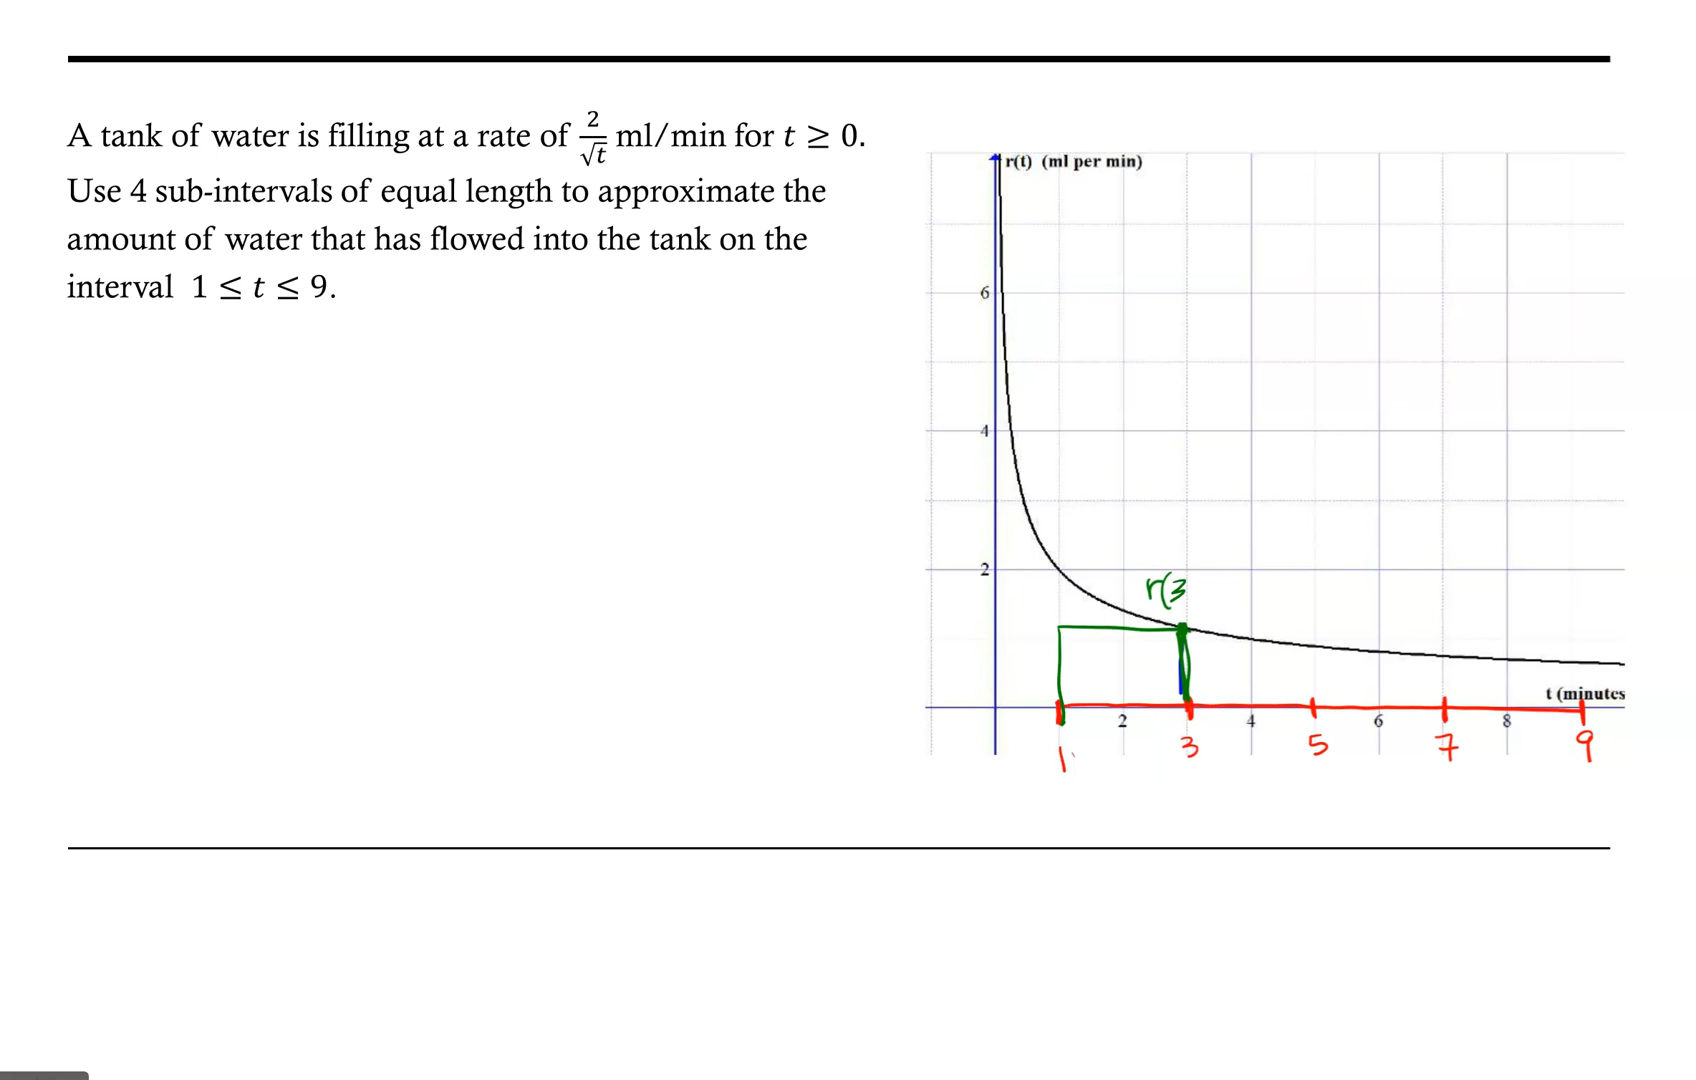 A tank of water is filling at a rate of 2/√t ml/min for t ≥ 0.
Use 4 sub-intervals of equal length to approximate the
amount of water that has flowed into the tank on the
interval 1 ≤ t ≤ 9.
r(t) (ml per min)
6
4
2
r(3
t (minutes
2 4 6 8
1 3 5 7 9